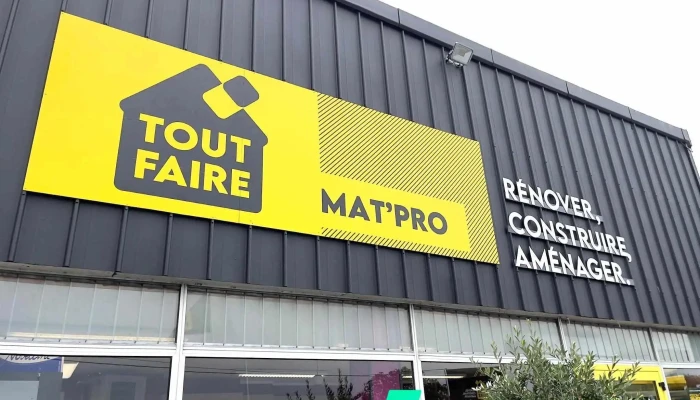 TOUT
FAIRE
MAT'PRO
RÉNOVER,
CONSTRUIRE,
AMÉNAGER.